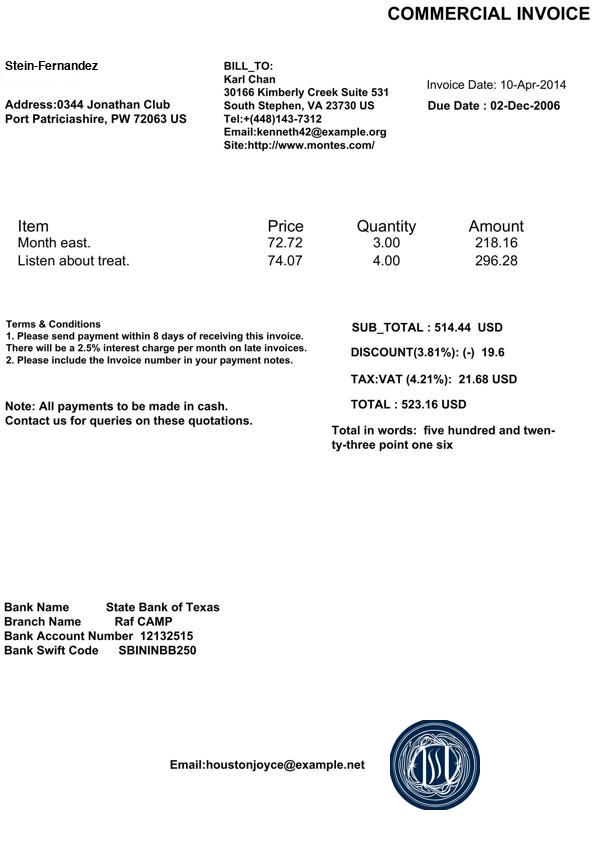 COMMERCIAL INVOICE
Stein-Fernandez
Address:0344 Jonathan Club
Port Patriciashire, PW 72063 US
BILL_TO:
Karl Chan
30166 Kimberly Creek Suite 531
South Stephen, VA 23730 US
Tel:+(448)143-7312
Email:kenneth42@example.org
Site:http://www.montes.com/
Invoice Date: 10-Apr-2014
Due Date : 02-Dec-2006
Item Price Quantity Amount
Month east. 72.72 3.00 218.16
Listen about treat. 74.07 4.00 296.28
Terms & Conditions
1. Please send payment within 8 days of receiving this invoice.
There will be a 2.5% interest charge per month on late invoices.
2. Please include the Invoice number in your payment notes.
Note: All payments to be made in cash.
Contact us for queries on these quotations.
SUB_TOTAL : 514.44 USD
DISCOUNT(3.81%): (-) 19.6
TAX:VAT (4.21%): 21.68 USD
TOTAL : 523.16 USD
Total in words: five hundred and twen-
ty-three point one six
Bank Name State Bank of Texas
Branch Name Raf CAMP
Bank Account Number 12132515
Bank Swift Code SBININBB250
Email:houstonjoyce@example.net